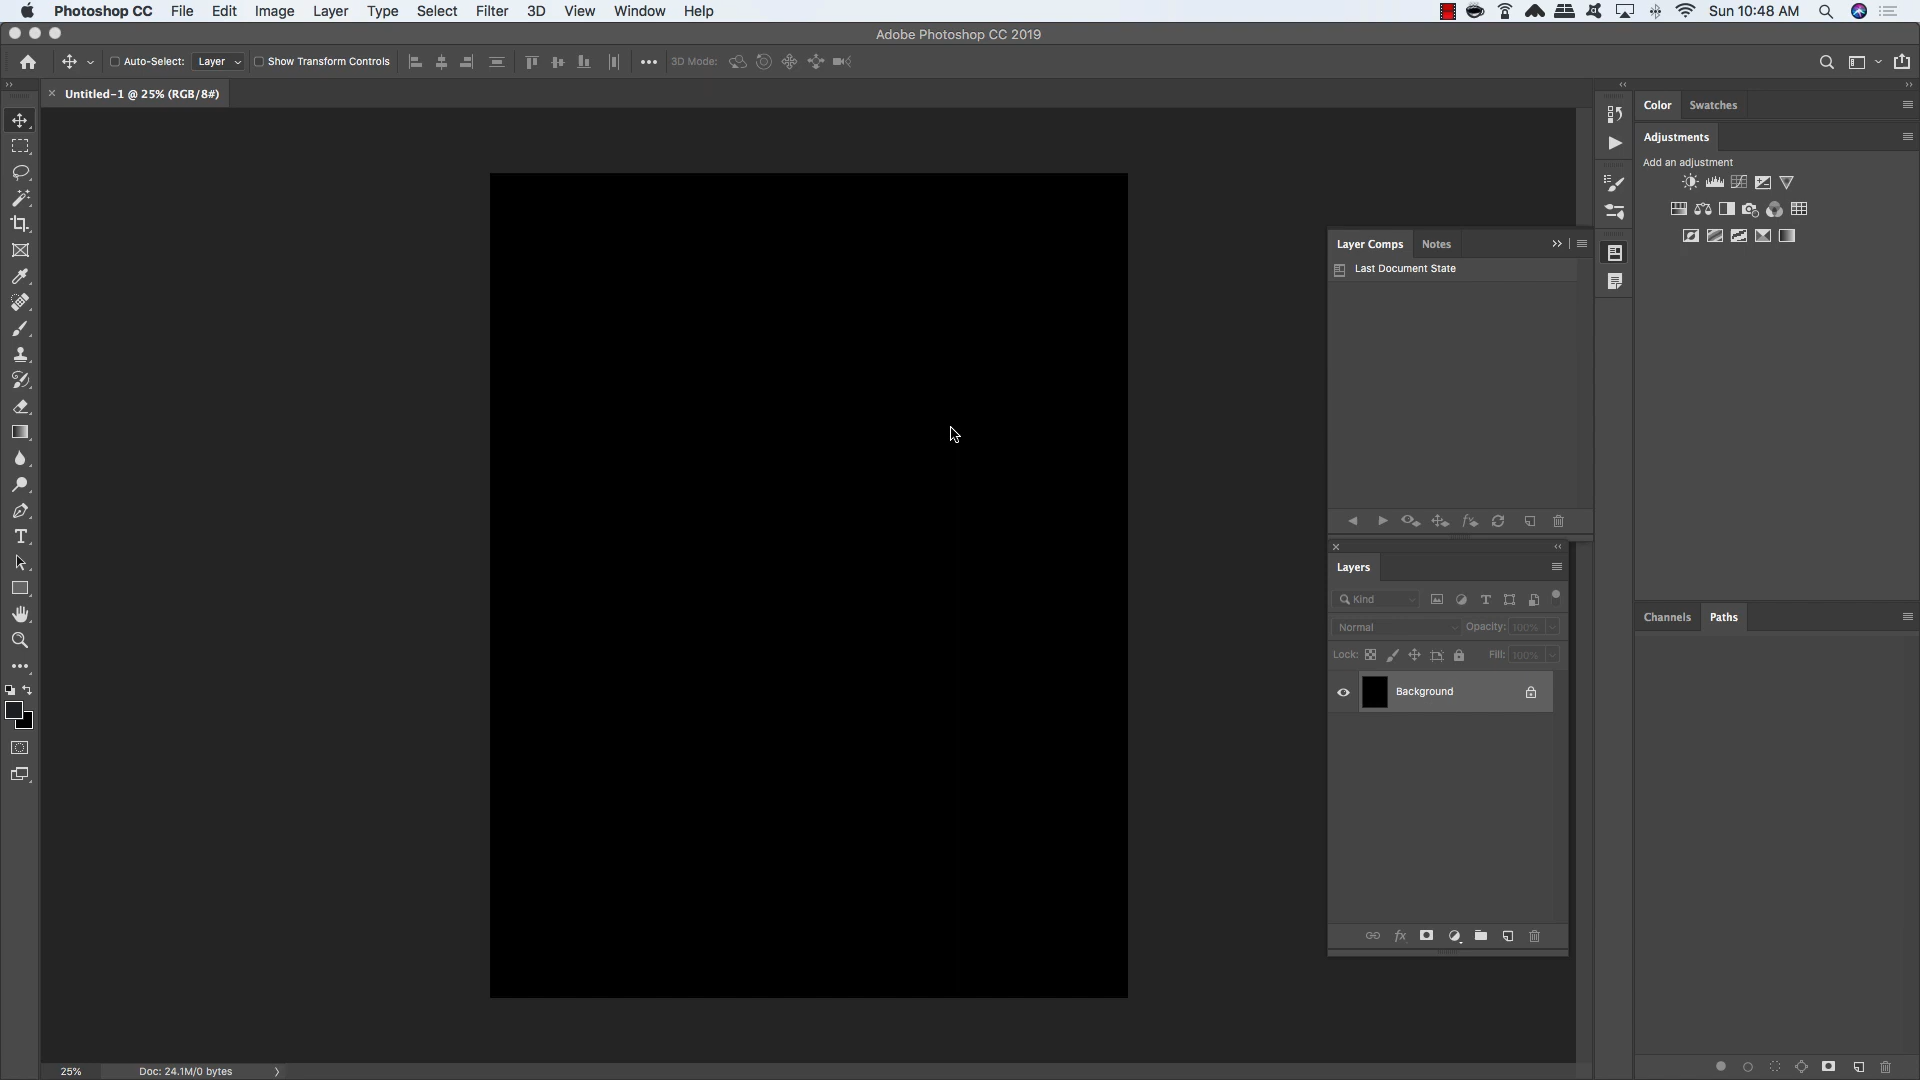 Photoshop CC File Edit Image Layer Type Select Filter 3D View Window Help Sun 10:48 AM
Adobe Photoshop CC 2019
Auto-Select: Layer Show Transform Controls 3D Mode:
Untitled-1 @ 25% (RGB/8#)
Color Swatches
Adjustments
Add an adjustment
Layer Comps Notes
Last Document State
Layers
Kind
Normal Opacity: 100%
Lock: Fill: 100%
Background
Channels Paths
25% Doc: 24.1M/0 bytes